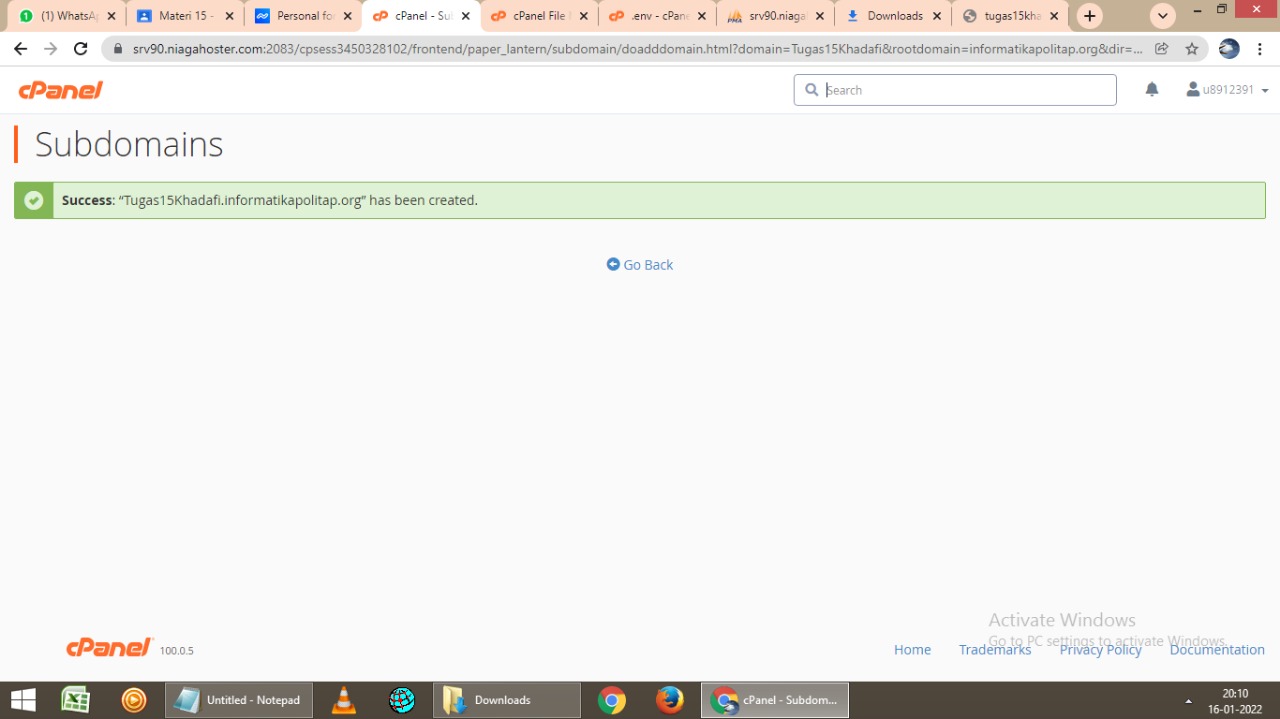 (1) WhatsA
Materi 15 -
Personal fo
cPanel - Su
cPanel File
.env - cPane
srv90.niaga
Downloads
tugas15kha
srv90.niagahoster.com:2083/cpsess3450328102/frontend/paper_lantern/subdomain/doadddomain.html?domain=Tugas15Khadafi&rootdomain=informatikapolitap.org&dir=...
cPanel
Search
u8912391
Subdomains
Success: “Tugas15Khadafi.informatikapolitap.org” has been created.
Go Back
Activate Windows
Go to PC settings to activate Windows.
cPanel 100.0.5
Home Trademarks Privacy Policy Documentation
Untitled - Notepad
Downloads
cPanel - Subdom...
20:10
16-01-2022